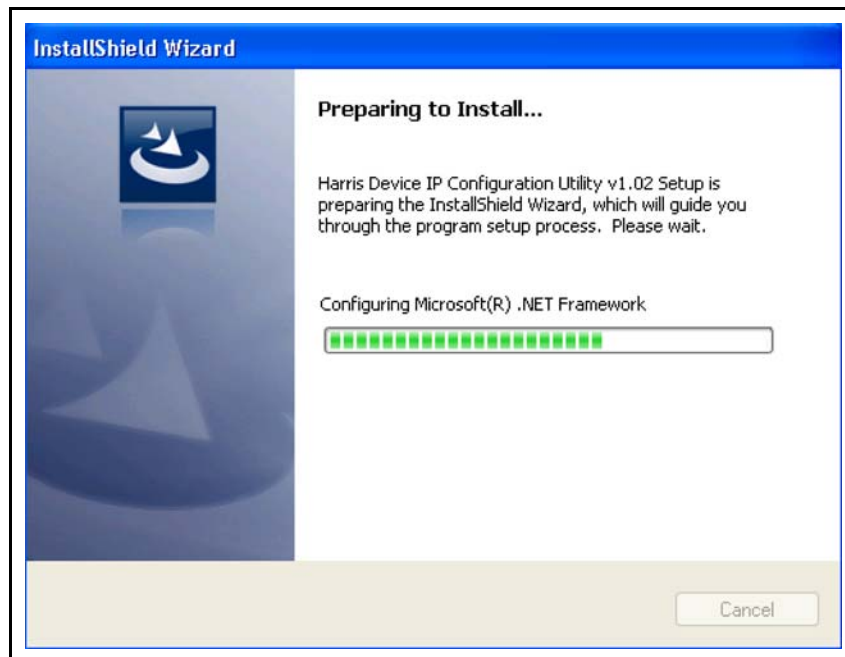 InstallShield Wizard
Preparing to Install...
Harris Device IP Configuration Utility v1.02 Setup is
preparing the InstallShield Wizard, which will guide you
through the program setup process.  Please wait.
Configuring Microsoft(R) .NET Framework
Cancel